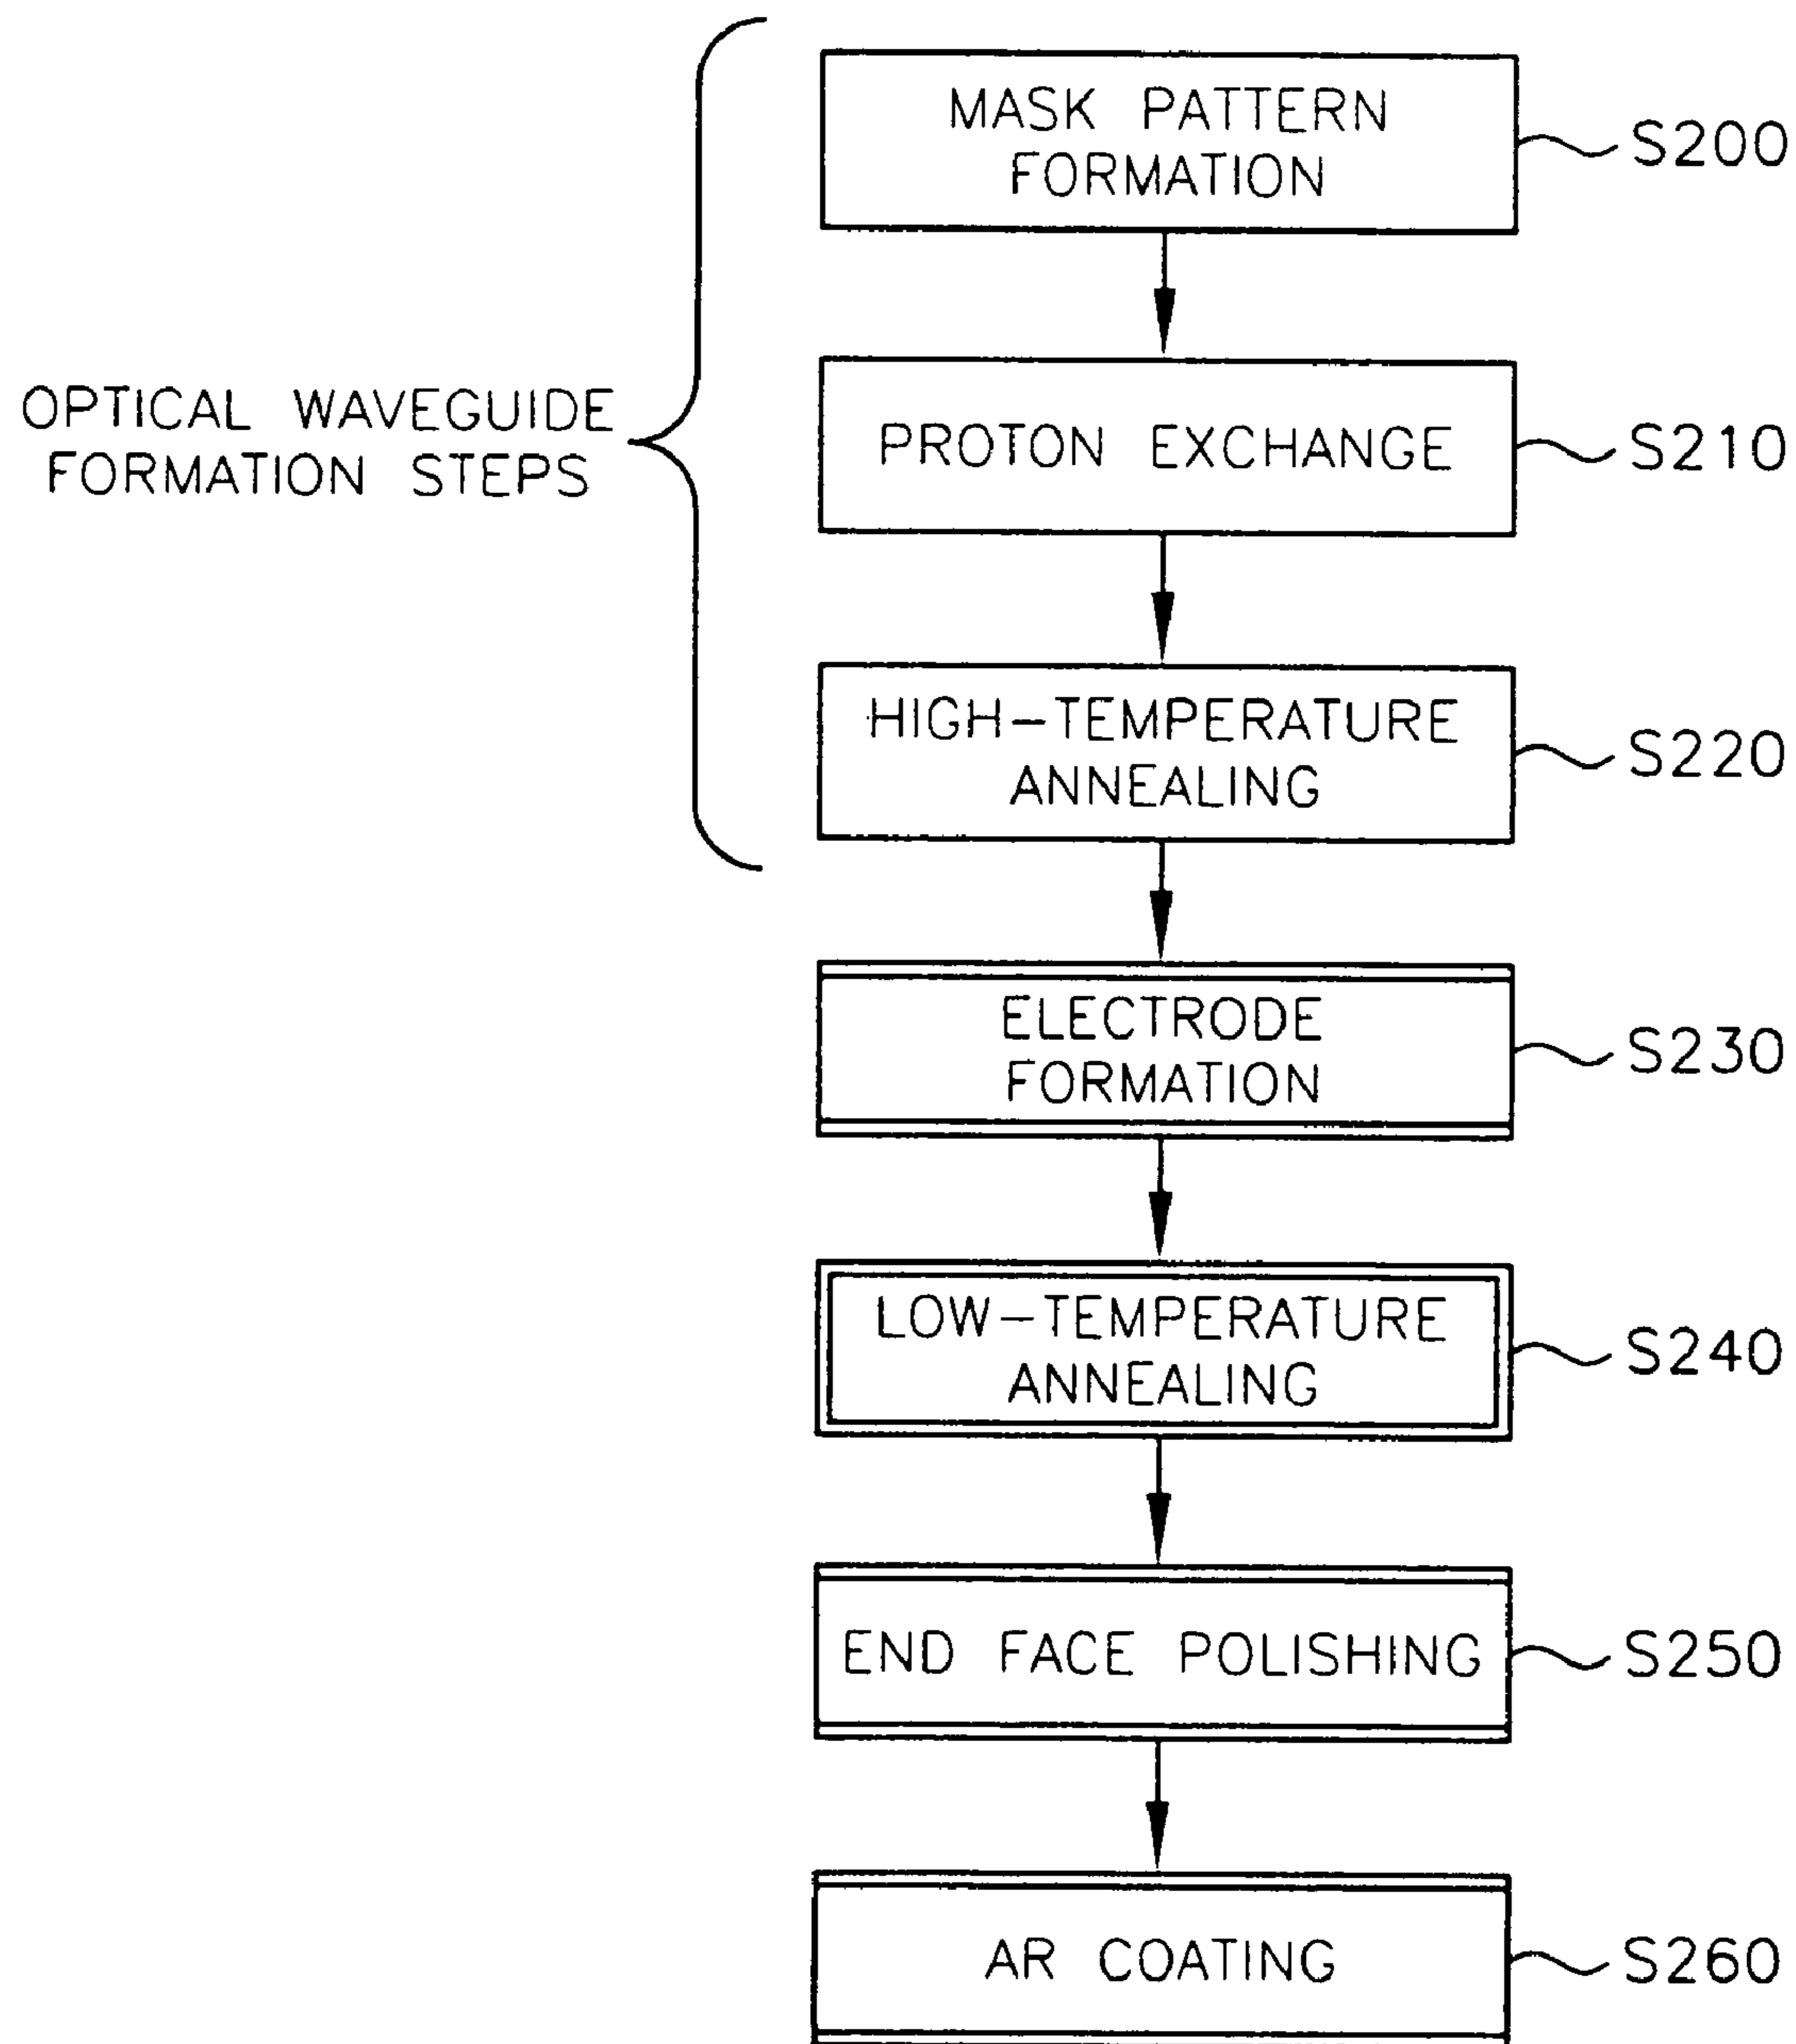 MASK PATTERN
FORMATION
S200
OPTICAL WAVEGUIDE
FORMATION STEPS
PROTON EXCHANGE
S210
HIGH-TEMPERATURE
ANNEALING
S220
ELECTRODE
FORMATION
S230
LOW-TEMPERATURE
ANNEALING
S240
END FACE POLISHING
S250
AR COATING
S260